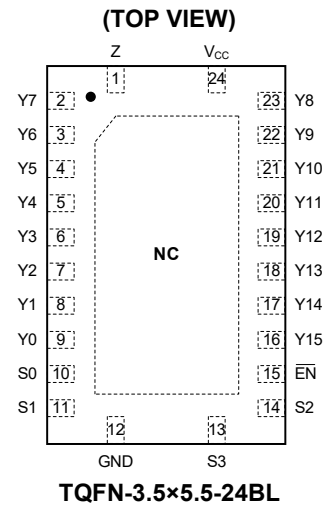 (TOP VIEW)
Z VCC
1 24
Y7 2 23 Y8
Y6 3 22 Y9
Y5 4 21 Y10
Y4 5 20 Y11
Y3 6 19 Y12
NC
Y2 7 18 Y13
Y1 8 17 Y14
Y0 9 16 Y15
S0 10 15 E̅N̅
S1 11 14 S2
12 13
GND S3
TQFN-3.5×5.5-24BL